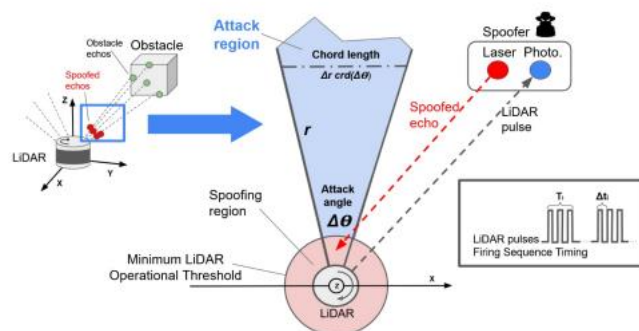 Obstacle
echos
Obstacle
Spoofed
echos
Z
LiDAR
X
Y
Attack
region
Chord length
Δr crd(ΔΘ)
r
Attack
angle
ΔΘ
Spoofing
region
Minimum LiDAR
Operational Threshold
Z
LiDAR
X
Spoofer
Laser Photo.
Spoofed
echo
LiDAR
pulse
Tᵢ Δtᵢ
LiDAR pulses
Firing Sequence Timing